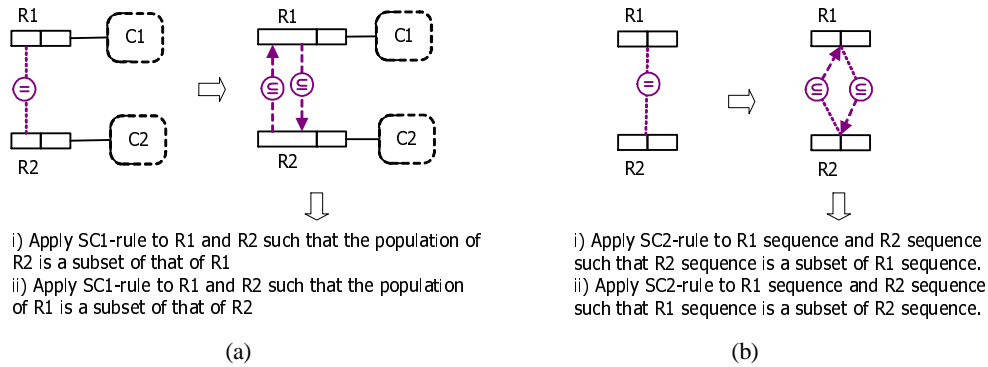 R1
C1
=
C2
R2
R1
C1
⊆
⊆
C2
R2
i) Apply SC1-rule to R1 and R2 such that the population of
R2 is a subset of that of R1
ii) Apply SC1-rule to R1 and R2 such that the population
of R1 is a subset of that of R2
(a)
R1
=
R2
R1
⊆
⊆
R2
i) Apply SC2-rule to R1 sequence and R2 sequence
such that R2 sequence is a subset of R1 sequence.
ii) Apply SC2-rule to R1 sequence and R2 sequence
such that R1 sequence is a subset of R2 sequence.
(b)